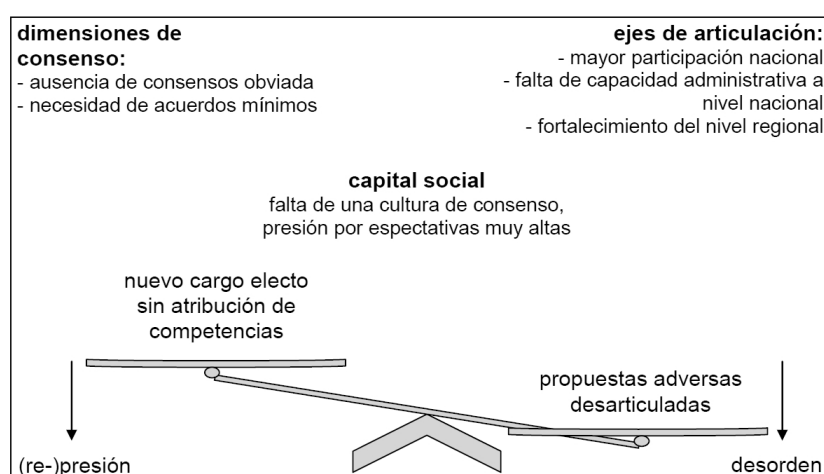 dimensiones de
consenso:
- ausencia de consensos obviada
- necesidad de acuerdos mínimos
ejes de articulación:
- mayor participación nacional
- falta de capacidad administrativa a
nivel nacional
- fortalecimiento del nivel regional
capital social
falta de una cultura de consenso,
presión por espectativas muy altas
nuevo cargo electo
sin atribución de
competencias
propuestas adversas
desarticuladas
(re-)presión
desorden